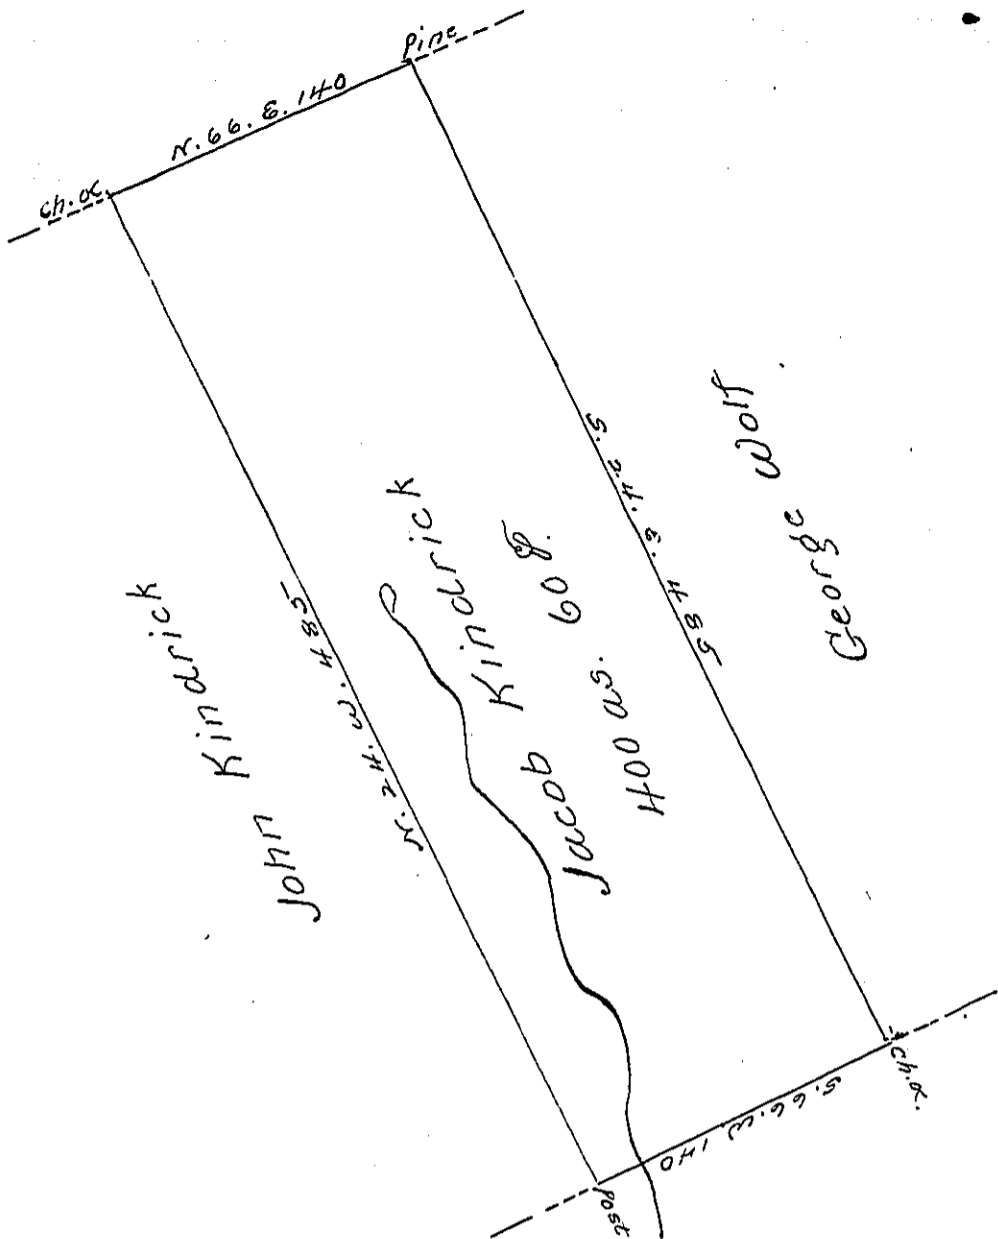 Pine
N. 66. E. 140
Ch. oc.
John Kindrick
N. 24. W. 485
Jacob Kindrick
400 as. 60 p.
S. 24. E. 485
George Wolf
S. 66. W 140
Post